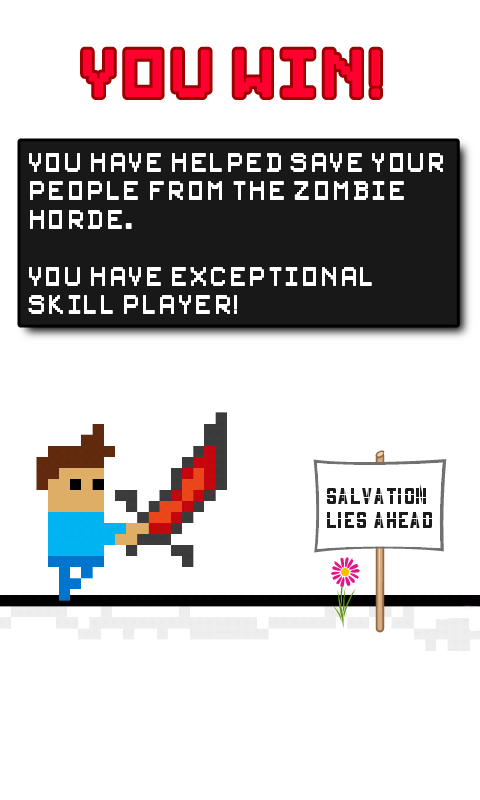 YOU WIN!
YOU HAVE HELPED SAVE YOUR
PEOPLE FROM THE ZOMBIE
HORDE.
YOU HAVE EXCEPTIONAL
SKILL PLAYER!
SALVATION
LIES AHEAD